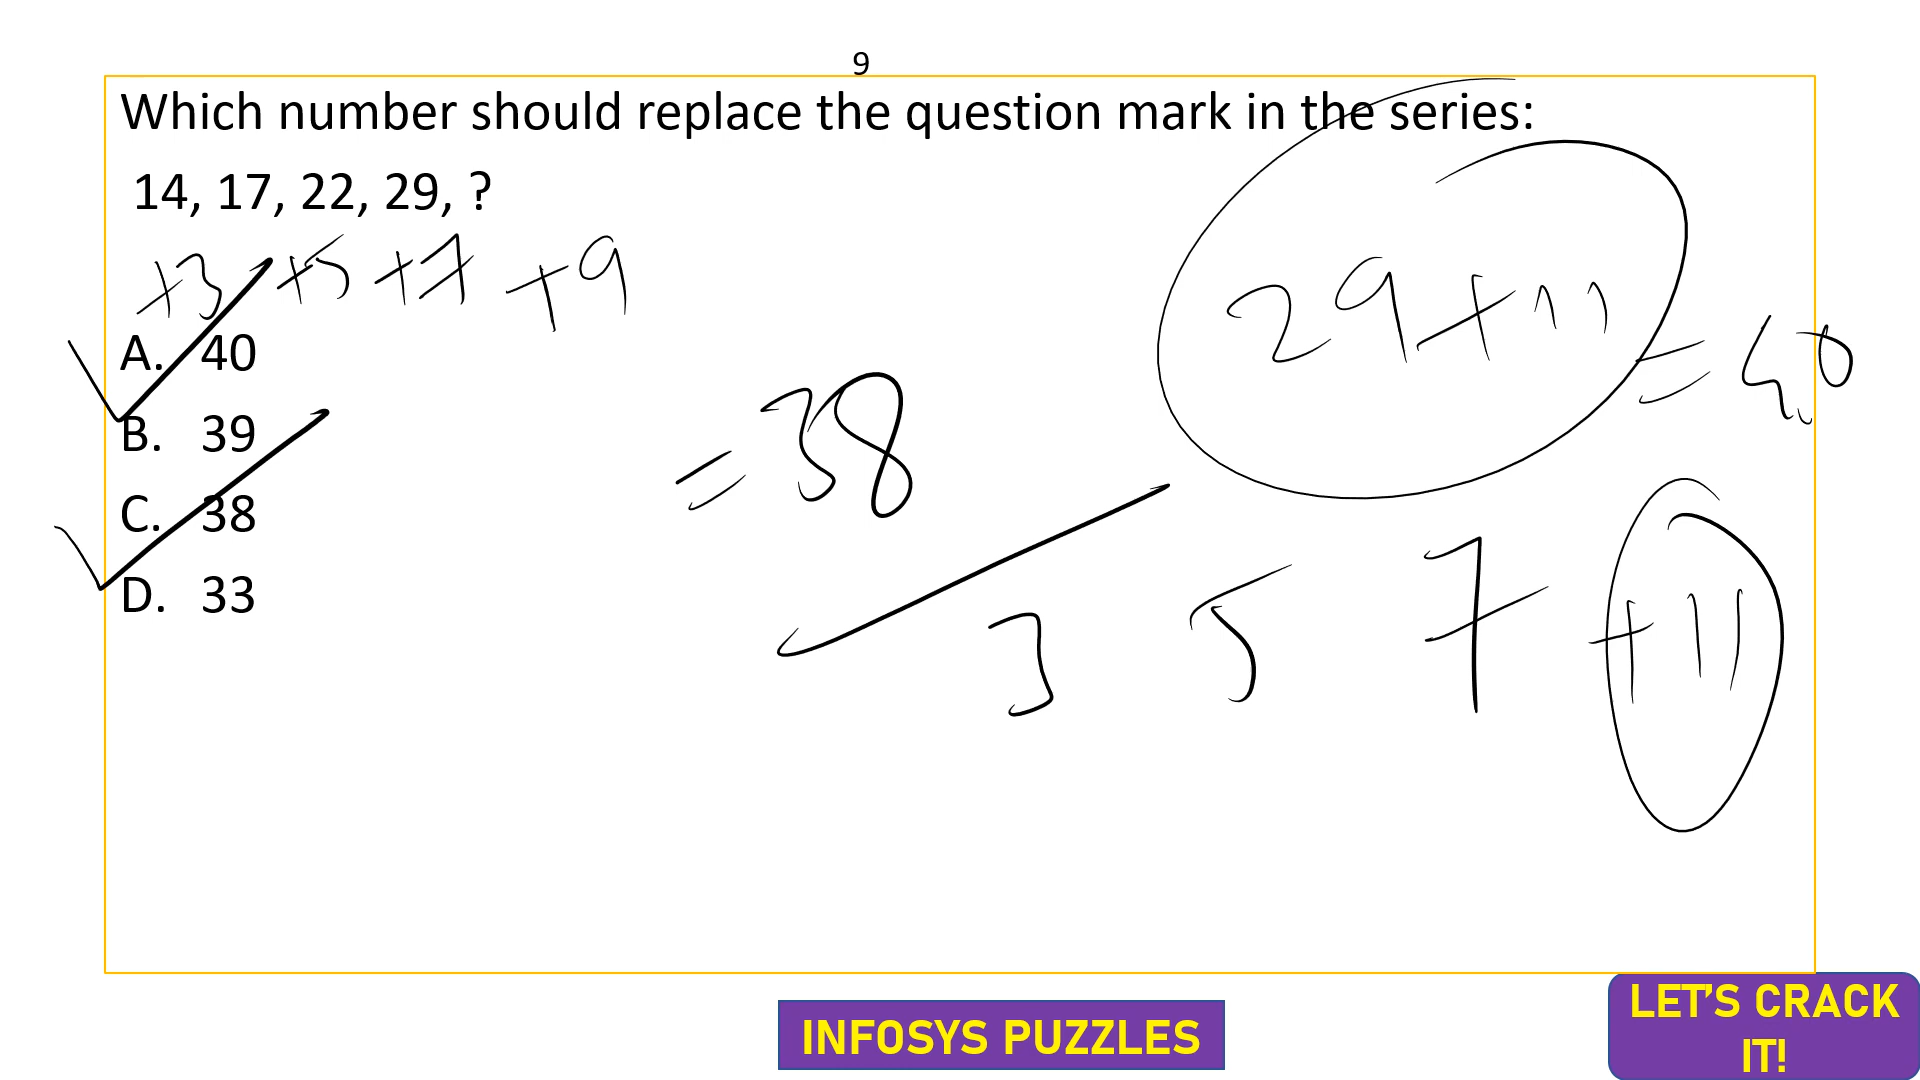 9
Which number should replace the question mark in the series:
14, 17, 22, 29, ?
+3 +5 +7 +9
29+11 = 40
A. 40
= 38
B. 39
C. 38
D. 33
3 5 7 +11
INFOSYS PUZZLES
LET'S CRACK
IT!